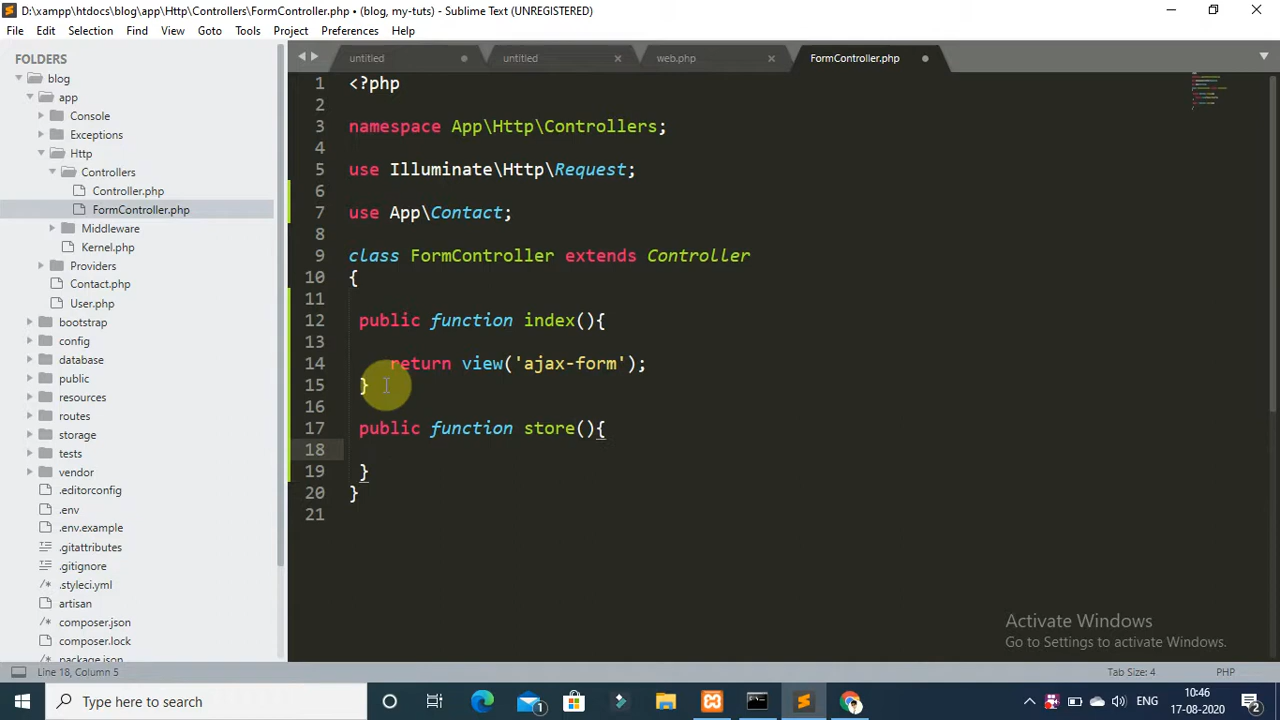 D:\xampp\htdocs\blog\app\Http\Controllers\FormController.php • (blog, my-tuts) - Sublime Text (UNREGISTERED)
File Edit Selection Find View Goto Tools Project Preferences Help
FOLDERS
blog
app
Console
Exceptions
Http
Controllers
Controller.php
FormController.php
Middleware
Kernel.php
Providers
Contact.php
User.php
bootstrap
config
database
public
resources
routes
storage
tests
vendor
.editorconfig
.env
.env.example
.gitattributes
.gitignore
.styleci.yml
artisan
composer.json
composer.lock
package.json
untitled untitled web.php FormController.php
1 <?php
2
3 namespace App\Http\Controllers;
4
5 use Illuminate\Http\Request;
6
7 use App\Contact;
8
9 class FormController extends Controller
10 {
11
12 public function index(){
13
14 return view('ajax-form');
15 }
16
17 public function store(){
18
19 }
20 }
21
Activate Windows
Go to Settings to activate Windows.
Line 18, Column 5 Tab Size: 4 PHP
Type here to search
1
ENG
10:46
17-08-2020
2